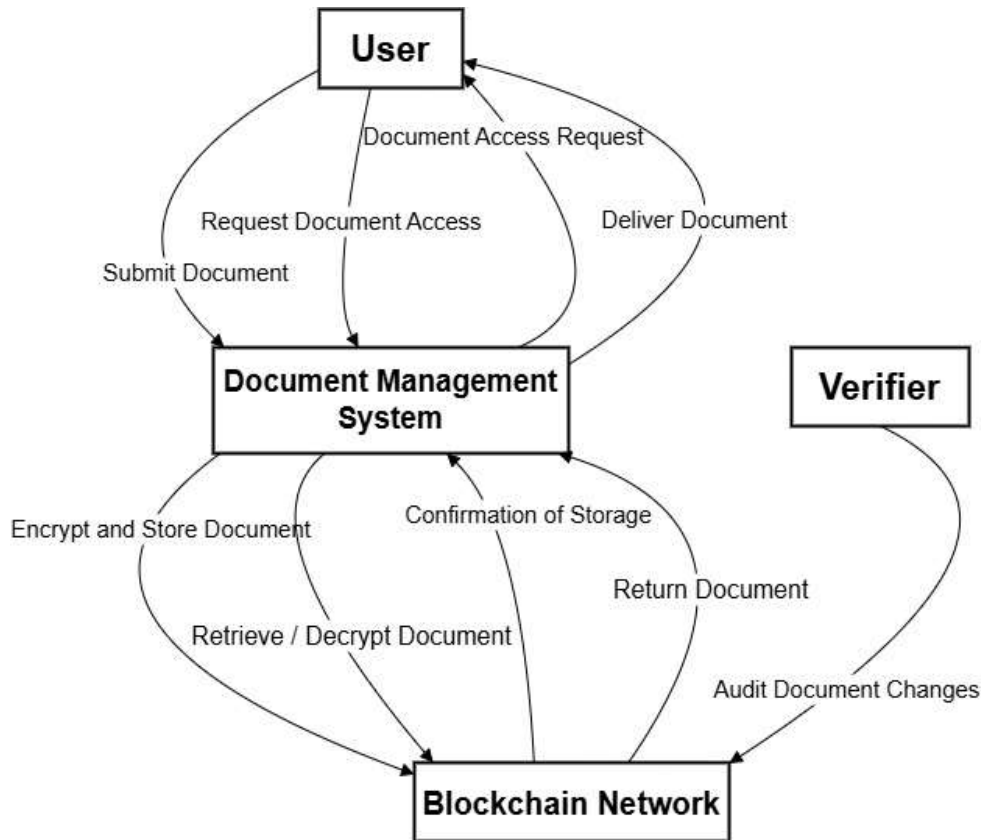 User
Document Access Request
Request Document Access
Deliver Document
Submit Document
Document Management
System
Verifier
Encrypt and Store Document
Confirmation of Storage
Return Document
Retrieve / Decrypt Document
Audit Document Changes
Blockchain Network